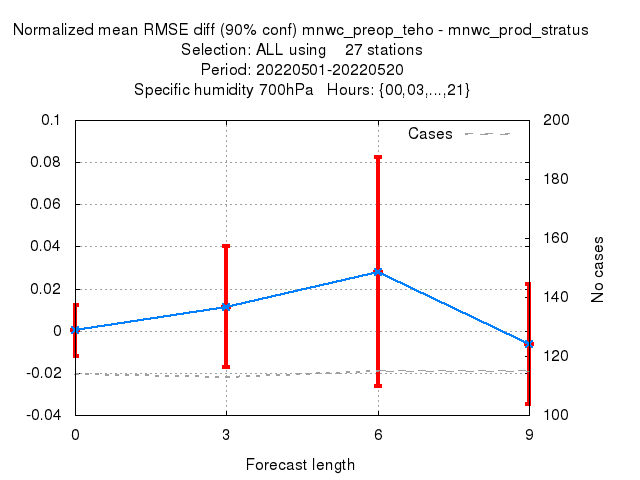 Normalized mean RMSE diff (90% conf) mnwc_preop_teho - mnwc_prod_stratus
Selection: ALL using    27 stations
Period: 20220501-20220520
Specific humidity 700hPa   Hours: {00,03,...,21}
0.1
0.08
0.06
0.04
0.02
0
-0.02
-0.04
Cases
200
180
160
140
120
100
No cases
0 3 6 9
Forecast length